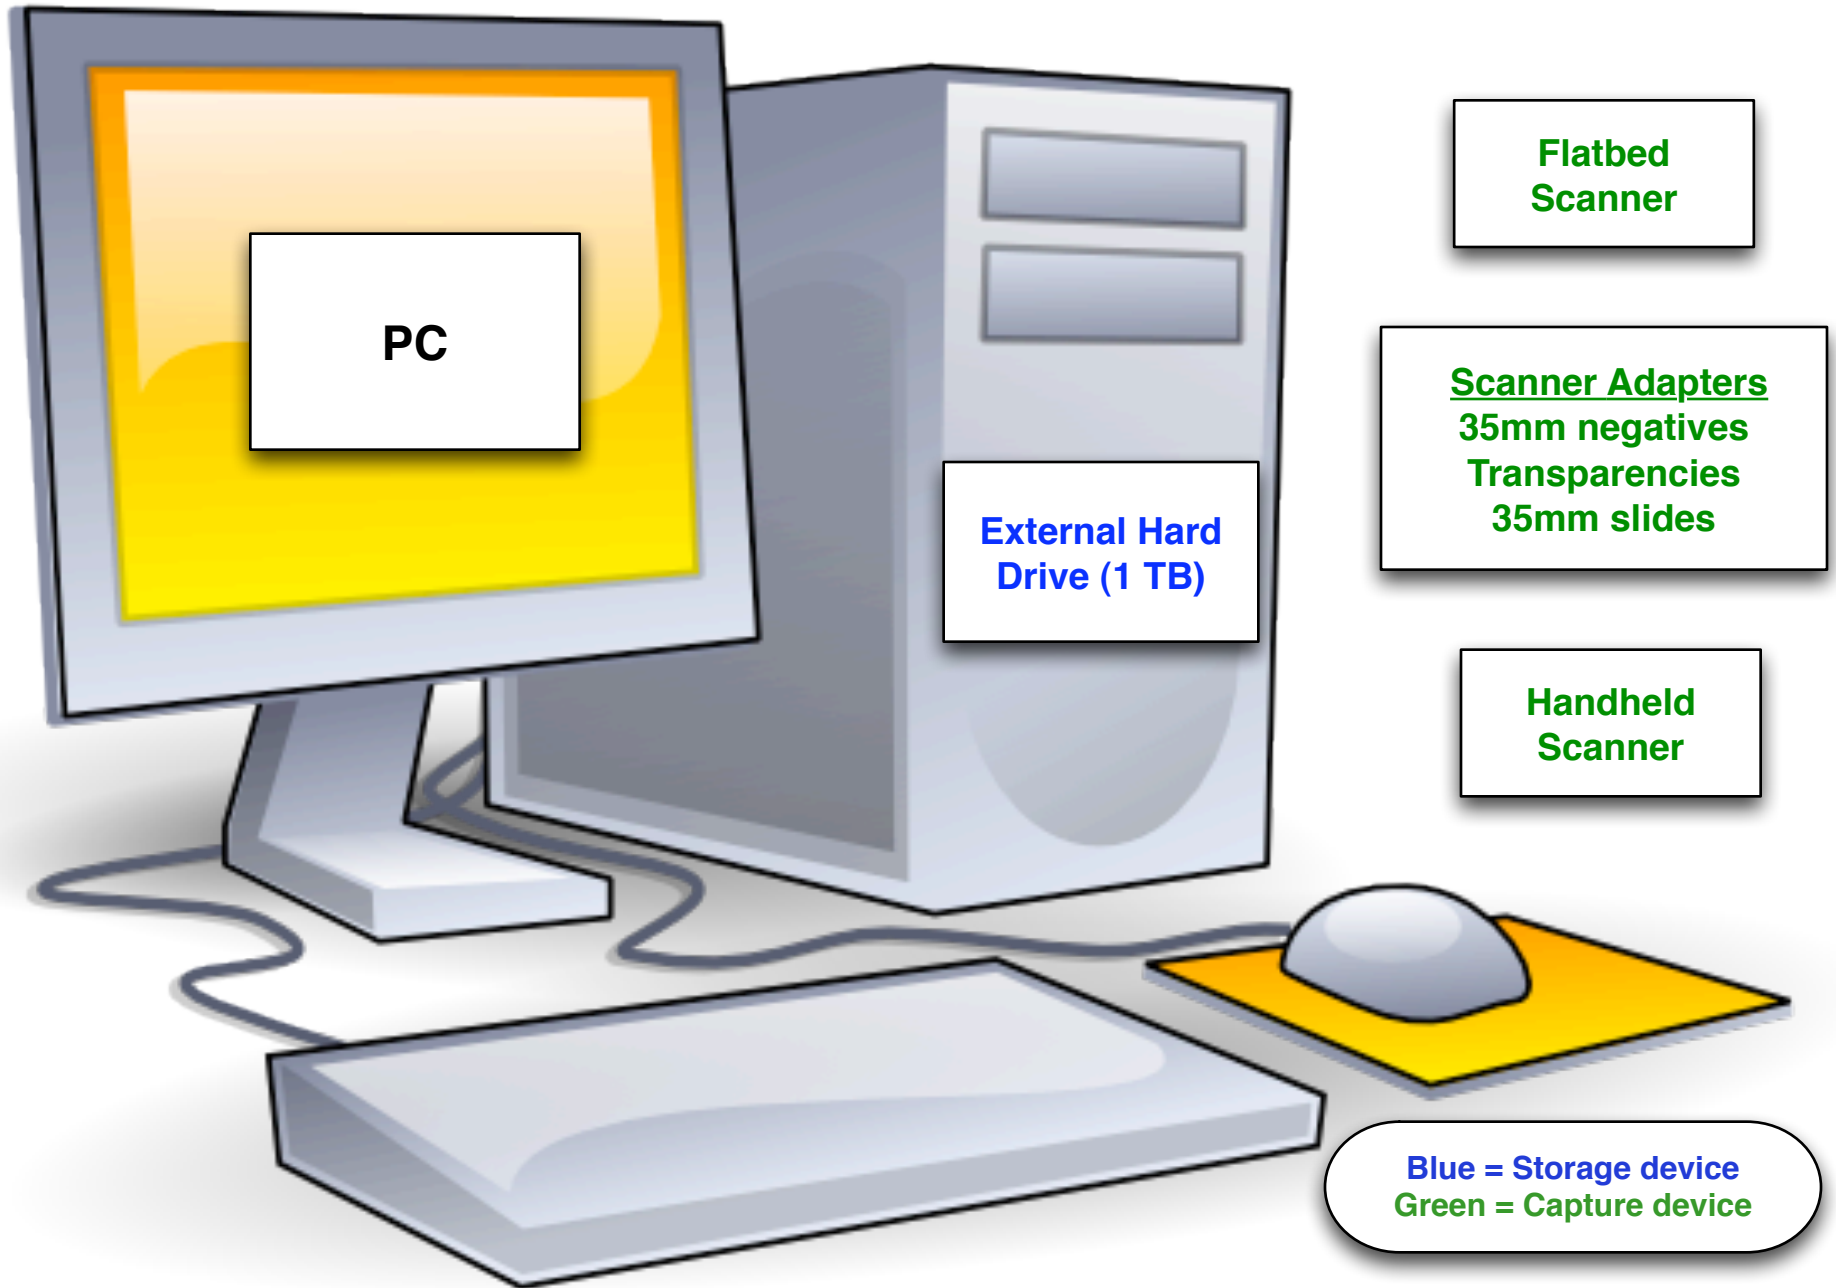 PC
External Hard
Drive (1 TB)
Flatbed
Scanner
Scanner Adapters
35mm negatives
Transparencies
35mm slides
Handheld
Scanner
Blue = Storage device
Green = Capture device